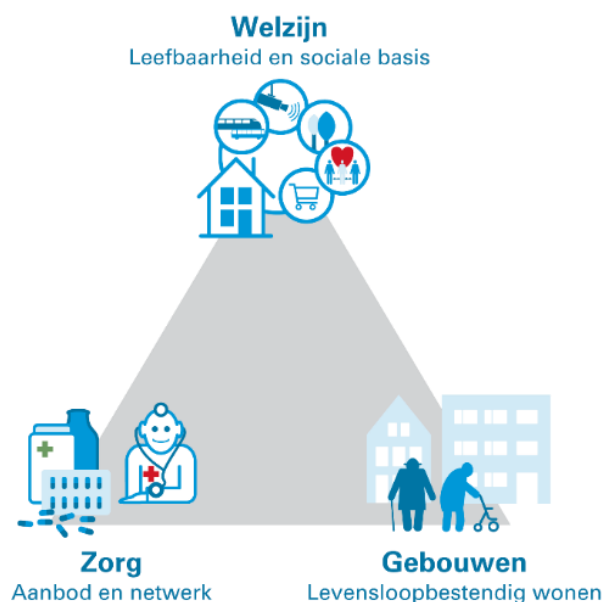 Welzijn
Leefbaarheid en sociale basis
Zorg
Aanbod en netwerk
Gebouwen
Levensloopbestendig wonen